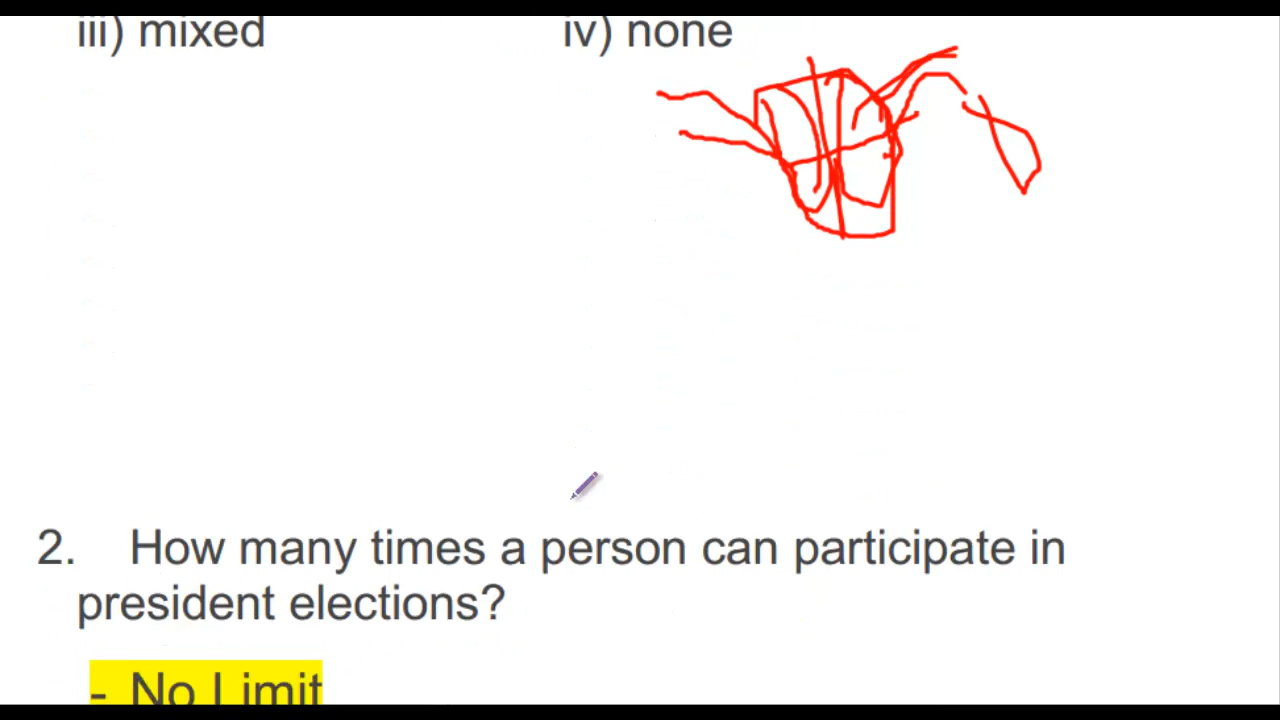 iii) mixed iv) none
2. How many times a person can participate in
president elections?
- No Limit